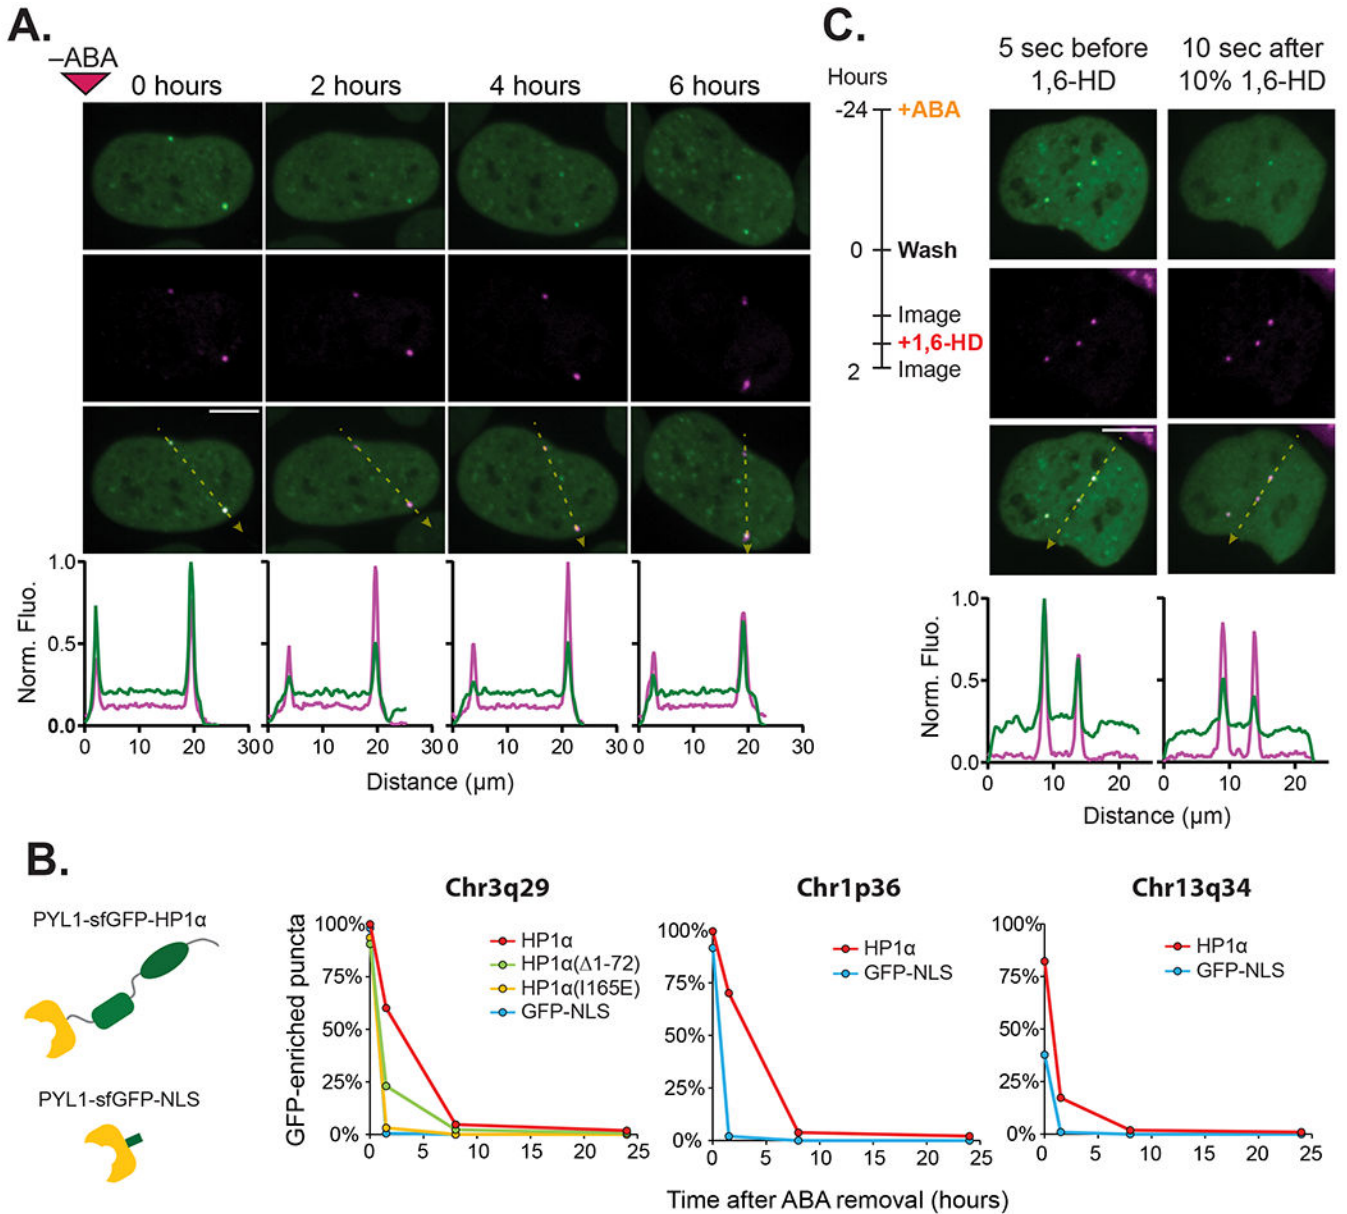 A.
–ABA
0 hours
2 hours
4 hours
6 hours
Norm. Fluo.
1.0
0.5
0.0
0 10 20 30
0 10 20 30
0 10 20 30
0 10 20 30
Distance (µm)
C.
Hours
-24 +ABA
0 Wash
Image
+1,6-HD
2 Image
5 sec before
1,6-HD
10 sec after
10% 1,6-HD
Norm. Fluo.
1.0
0.5
0.0
0 10 20
0 10 20
Distance (µm)
B.
PYL1-sfGFP-HP1α
PYL1-sfGFP-NLS
GFP-enriched puncta
Chr3q29
100%
75%
50%
25%
0%
HP1α
HP1α(Δ1-72)
HP1α(I165E)
GFP-NLS
0 5 10 15 20 25
Chr1p36
100%
75%
50%
25%
0%
HP1α
GFP-NLS
0 5 10 15 20 25
Chr13q34
100%
75%
50%
25%
0%
HP1α
GFP-NLS
0 5 10 15 20 25
Time after ABA removal (hours)